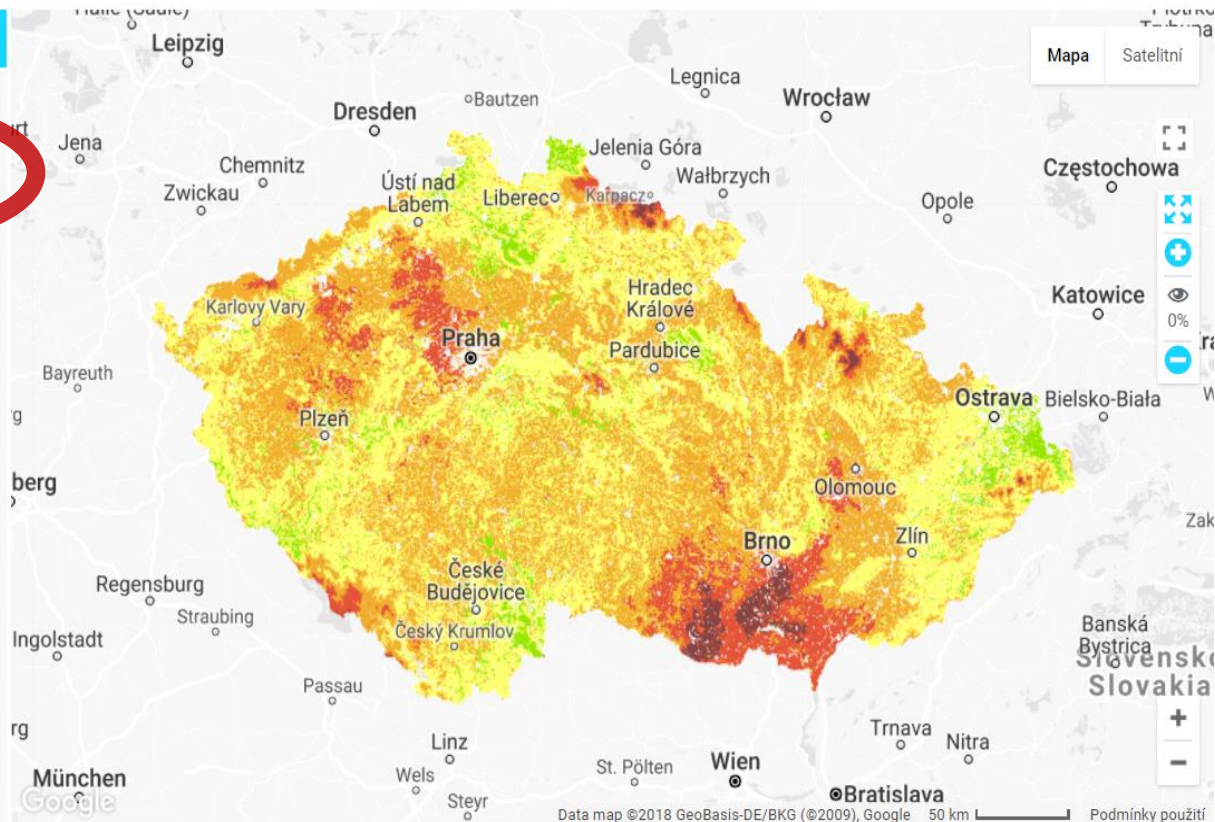 Leipzig
Mapa
Satelitní
Legnica
Bautzen
Wrocław
Dresden
Jena
Jelenia Góra
Częstochowa
Chemnitz
Wałbrzych
Ústí nad
Labem
Zwickau
Liberec
Karpacz
Opole
Hradec
Králové
Katowice
Karlovy Vary
0%
Praha
Pardubice
Bayreuth
Ostrava
Bielsko-Biała
Plzeň
berg
Olomouc
Brno
Zlín
České
Budějovice
Regensburg
Straubing
Český Krumlov
Banská
Bystrica
Ingolstadt
Slovensko
Slovakia
Passau
Trnava
Nitra
Linz
Wien
St. Pölten
München
Wels
Steyr
Bratislava
Google
Data map ©2018 GeoBasis-DE/BKG (©2009), Google
50 km
Podmínky použití